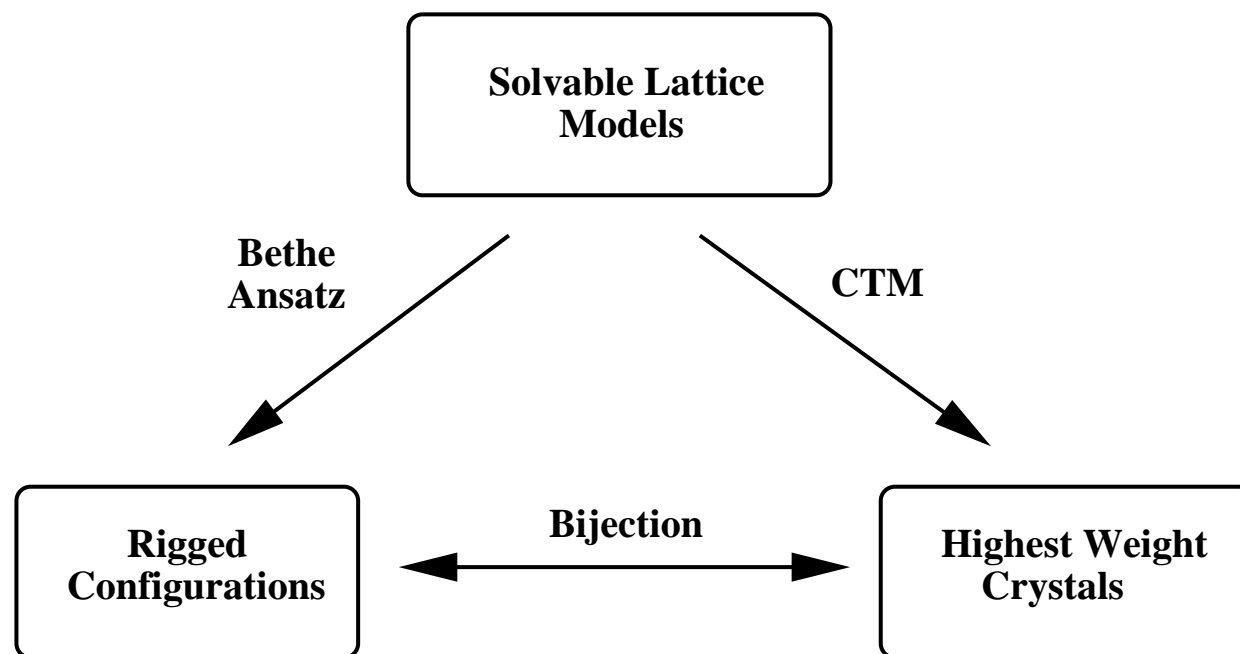 Solvable Lattice
Models
Bethe
Ansatz
CTM
Bijection
Rigged
Configurations
Highest Weight
Crystals